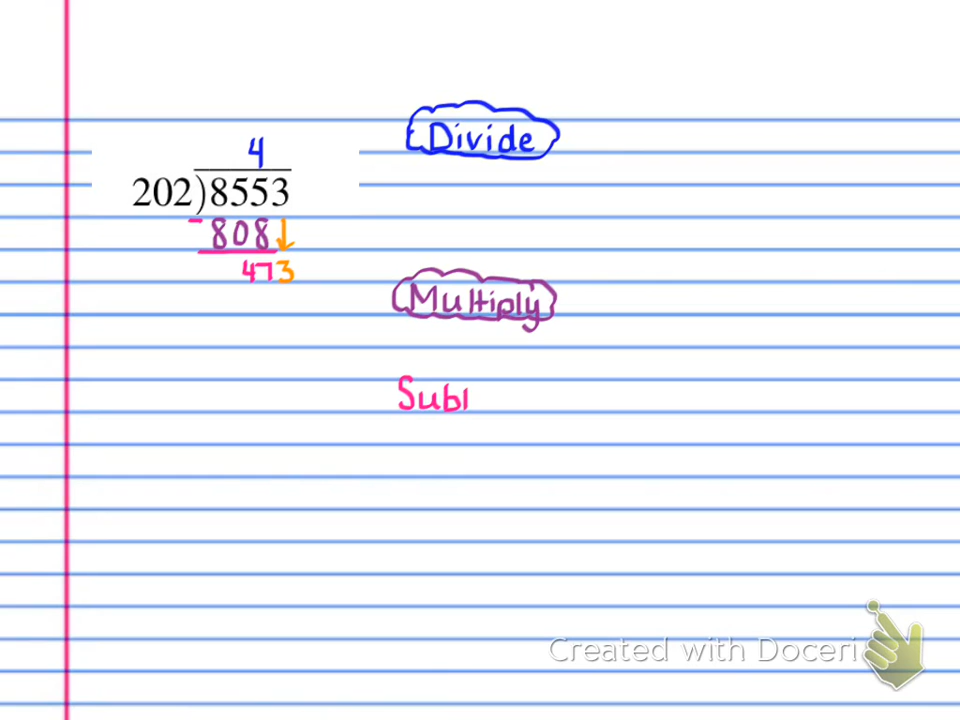 4
202)8553
-808↓
473
Divide
Multiply
Subt
Created with Doceri